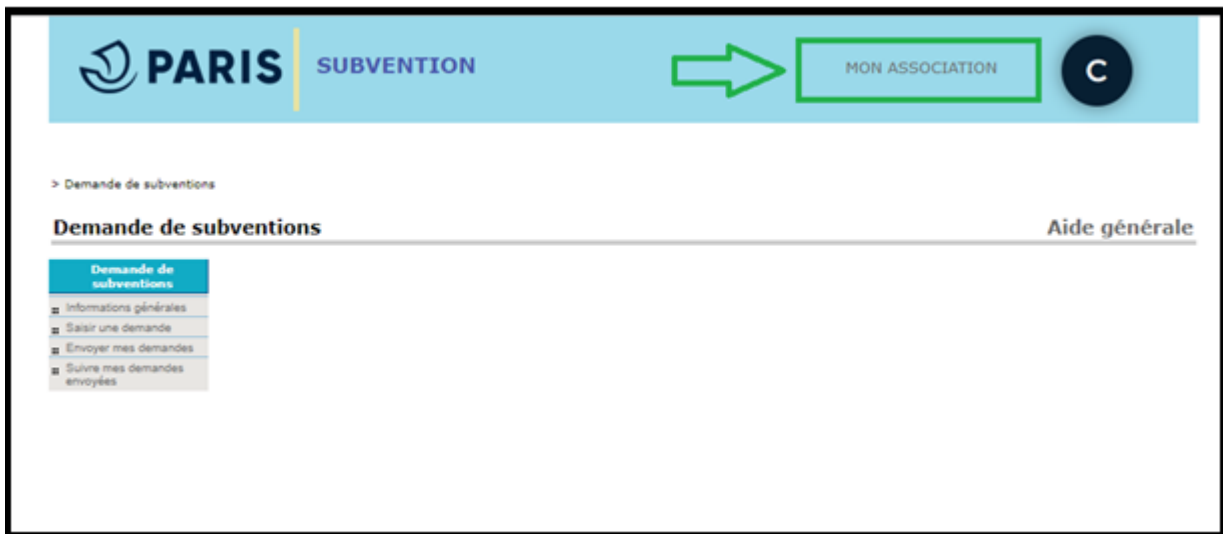 PARIS
SUBVENTION
MON ASSOCIATION
C
> Demande de subventions
Demande de subventions
Aide générale
Demande de
subventions
Informations générales
Saisir une demande
Envoyer mes demandes
Suivre mes demandes
envoyées